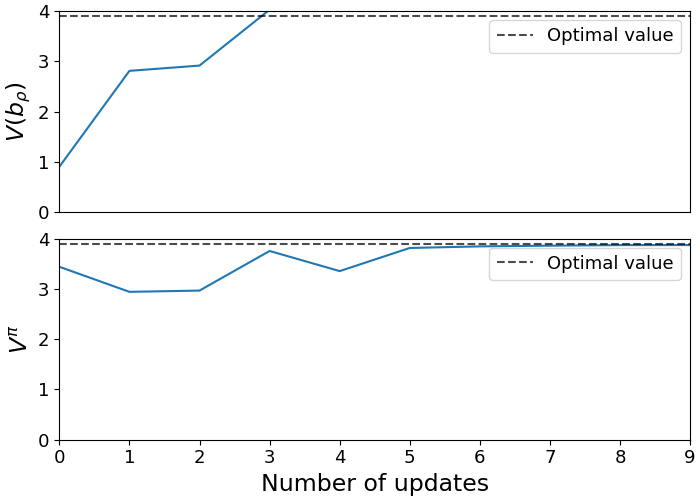 4
3
2
1
0
V(b_ρ)
Optimal value
4
3
2
1
0
V^π
Optimal value
0 1 2 3 4 5 6 7 8 9
Number of updates